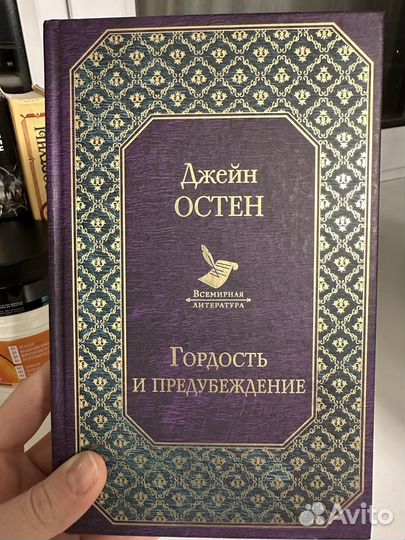 Джейн
ОСТЕН
ВСЕМИРНАЯ
ЛИТЕРАТУРА
ГОРДОСТЬ
И ПРЕДУБЕЖДЕНИЕ
Avito